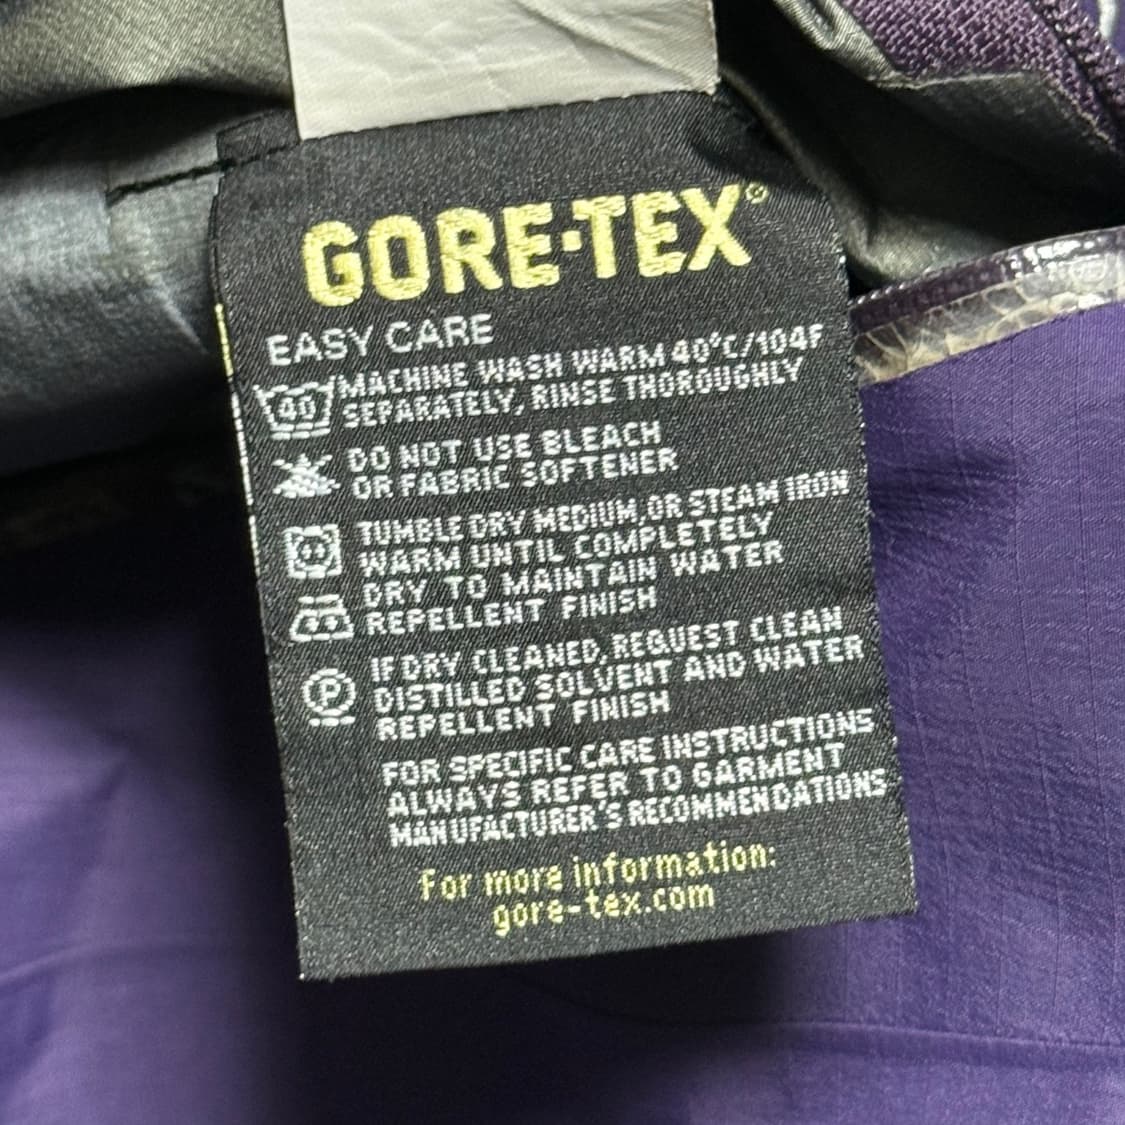 GORE-TEX®
EASY CARE
40
MACHINE WASH WARM 40°C/104F
SEPARATELY, RINSE THOROUGHLY
DO NOT USE BLEACH
OR FABRIC SOFTENER
TUMBLE DRY MEDIUM,OR STEAM IRON
WARM UNTIL COMPLETELY
DRY TO MAINTAIN WATER
REPELLENT FINISH
P
IF DRY CLEANED, REQUEST CLEAN
DISTILLED SOLVENT AND WATER
REPELLENT FINISH
FOR SPECIFIC CARE INSTRUCTIONS
ALWAYS REFER TO GARMENT
MANUFACTURER'S RECOMMENDATIONS
For more information:
gore-tex.com